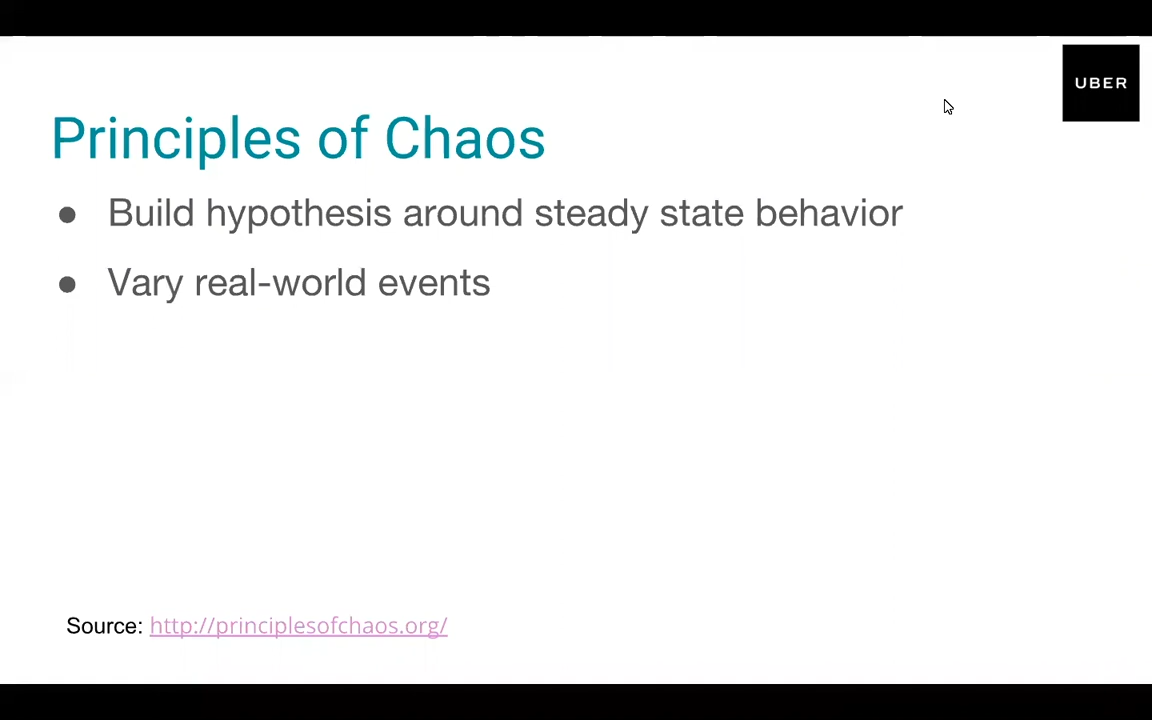 UBER
Principles of Chaos
● Build hypothesis around steady state behavior
● Vary real-world events
Source: http://principlesofchaos.org/